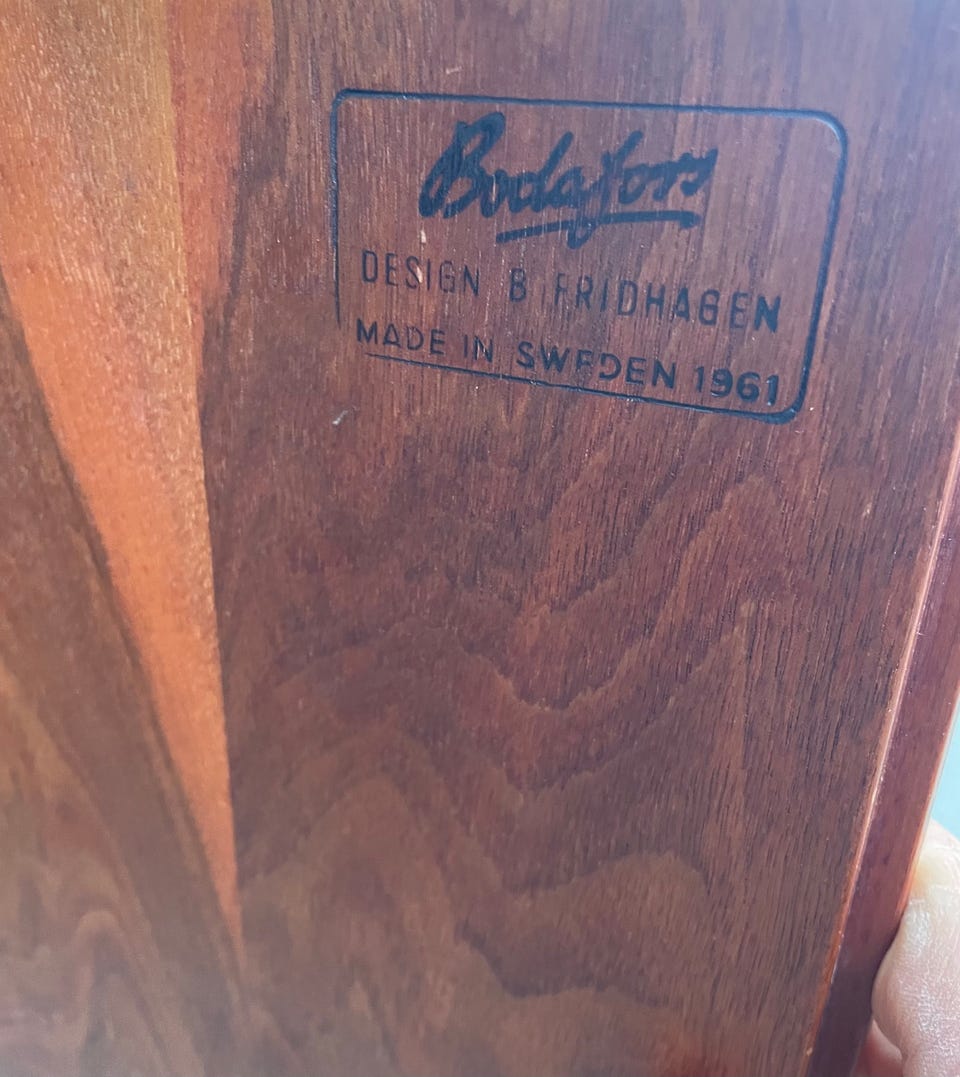 Bodafors
DESIGN B FRIDHAGEN
MADE IN SWEDEN 1961